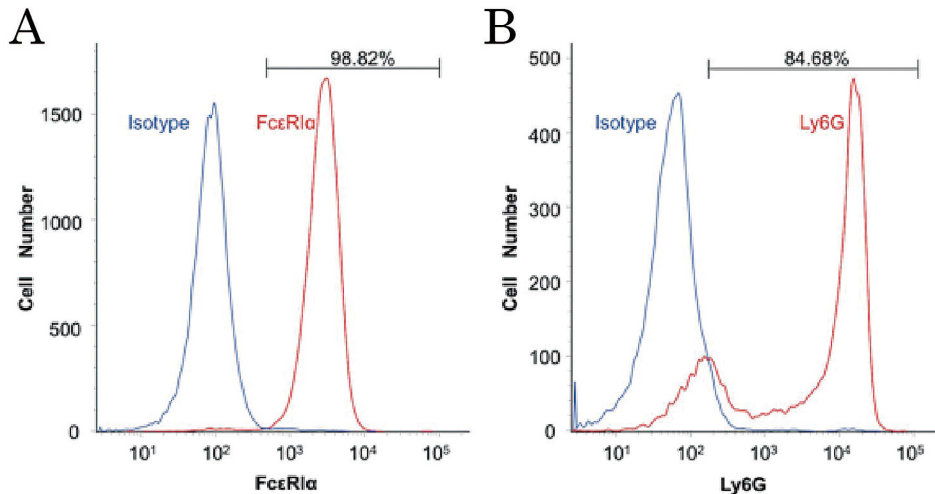 A
98.82%
Isotype
FcεRIα
1500
1000
500
0
Cell Number
10¹ 10² 10³ 10⁴ 10⁵
FcεRIα
B
84.68%
Isotype
Ly6G
500
400
300
200
100
0
Cell Number
10¹ 10² 10³ 10⁴ 10⁵
Ly6G